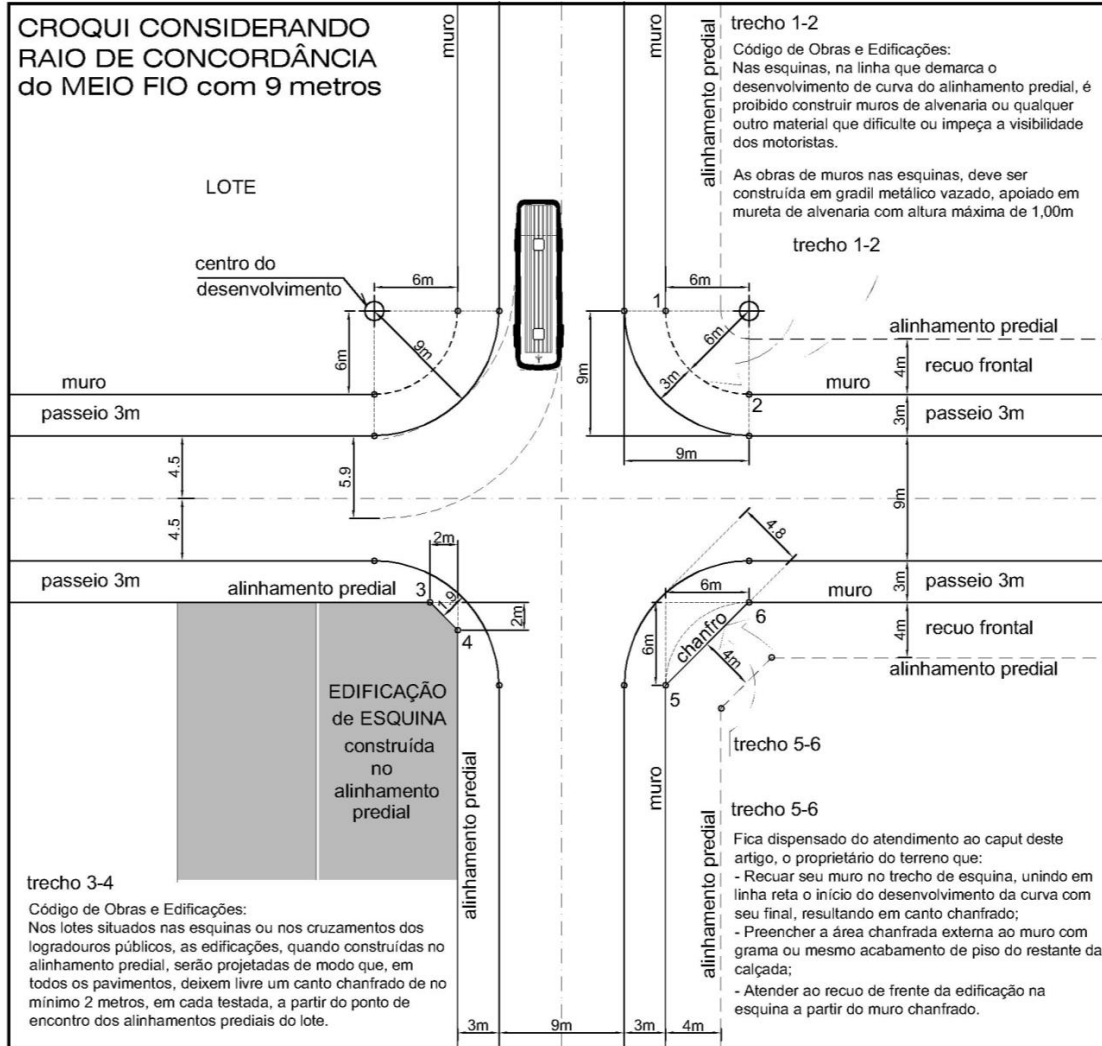 CROQUI CONSIDERANDO
RAIO DE CONCORDÂNCIA
do MEIO FIO com 9 metros
muro
muro
alinhamento predial
trecho 1-2
Código de Obras e Edificações:
Nas esquinas, na linha que demarca o
desenvolvimento de curva do alinhamento predial, é
proibido construir muros de alvenaria ou qualquer
outro material que dificulte ou impeça a visibilidade
dos motoristas.
As obras de muros nas esquinas, deve ser
construída em gradil metálico vazado, apoiado em
mureta de alvenaria com altura máxima de 1,00m
trecho 1-2
LOTE
centro do
desenvolvimento
6m
6m
9m
1
6m
9m
6m
3m
2
9m
alinhamento predial
4m
recuo frontal
muro
3m
passeio 3m
muro
passeio 3m
4.5
4.5
5.9
9m
passeio 3m
alinhamento predial
2m
3
1.9
2m
4
4.8
6m
6m
chanfro
4m
5
6
muro
3m
passeio 3m
4m
recuo frontal
alinhamento predial
EDIFICAÇÃO
de ESQUINA
construída
no
alinhamento
predial
alinhamento predial
muro
alinhamento predial
trecho 5-6
trecho 5-6
Fica dispensado do atendimento ao caput deste
artigo, o proprietário do terreno que:
- Recuar seu muro no trecho de esquina, unindo em
linha reta o início do desenvolvimento da curva com
seu final, resultando em canto chanfrado;
- Preencher a área chanfrada externa ao muro com
grama ou mesmo acabamento de piso do restante da
calçada;
- Atender ao recuo de frente da edificação na
esquina a partir do muro chanfrado.
trecho 3-4
Código de Obras e Edificações:
Nos lotes situados nas esquinas ou nos cruzamentos dos
logradouros públicos, as edificações, quando construídas no
alinhamento predial, serão projetadas de modo que, em
todos os pavimentos, deixem livre um canto chanfrado de no
mínimo 2 metros, em cada testada, a partir do ponto de
encontro dos alinhamentos prediais do lote.
3m
9m
3m
4m